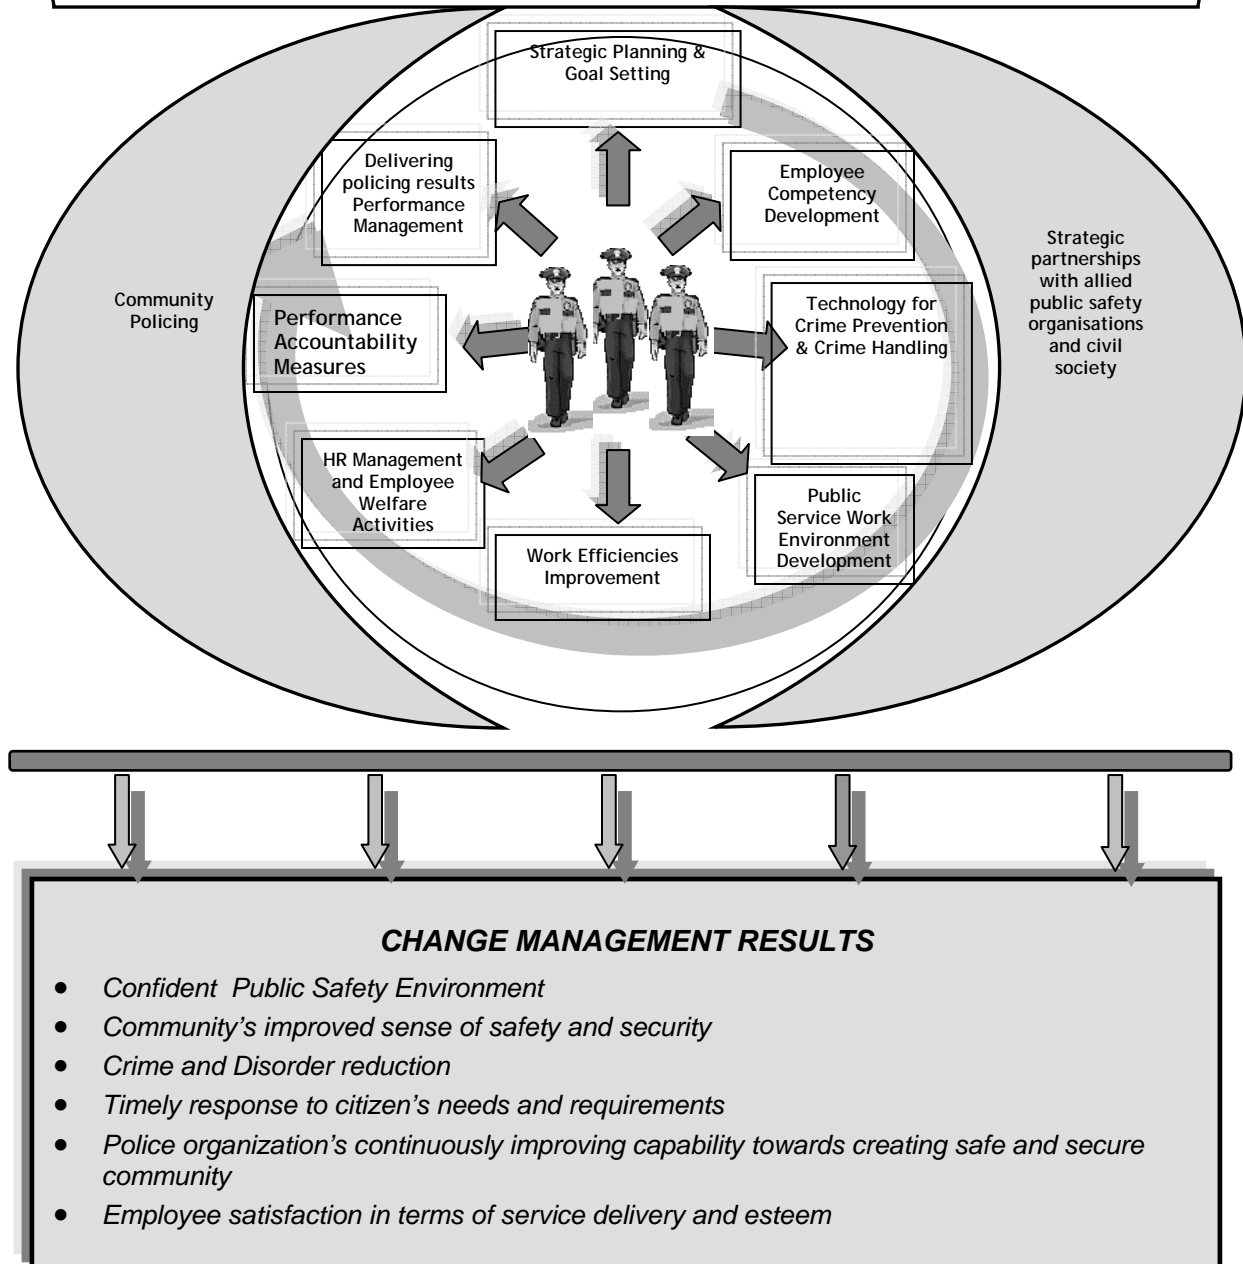 Strategic Planning &
Goal Setting
Delivering
policing results
Performance
Management
Employee
Competency
Development
Community
Policing
Performance
Accountability
Measures
Technology for
Crime Prevention
& Crime Handling
Strategic
partnerships
with allied
public safety
organisations
and civil
society
HR Management
and Employee
Welfare
Activities
Work Efficiencies
Improvement
Public
Service Work
Environment
Development
CHANGE MANAGEMENT RESULTS
• Confident Public Safety Environment
• Community's improved sense of safety and security
• Crime and Disorder reduction
• Timely response to citizen's needs and requirements
• Police organization's continuously improving capability towards creating safe and secure
community
• Employee satisfaction in terms of service delivery and esteem